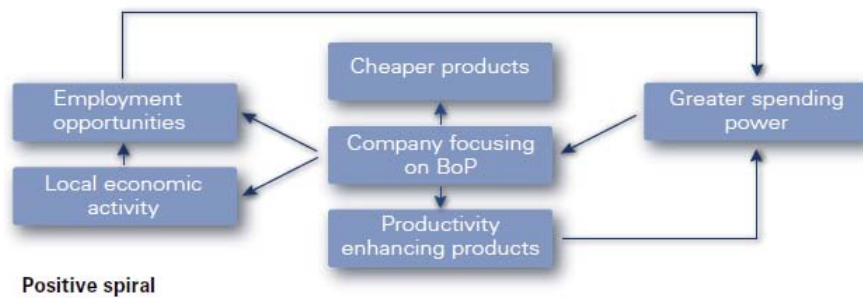 Cheaper products
Employment
opportunities
Greater spending
power
Company focusing
on BoP
Local economic
activity
Productivity
enhancing products
Positive spiral